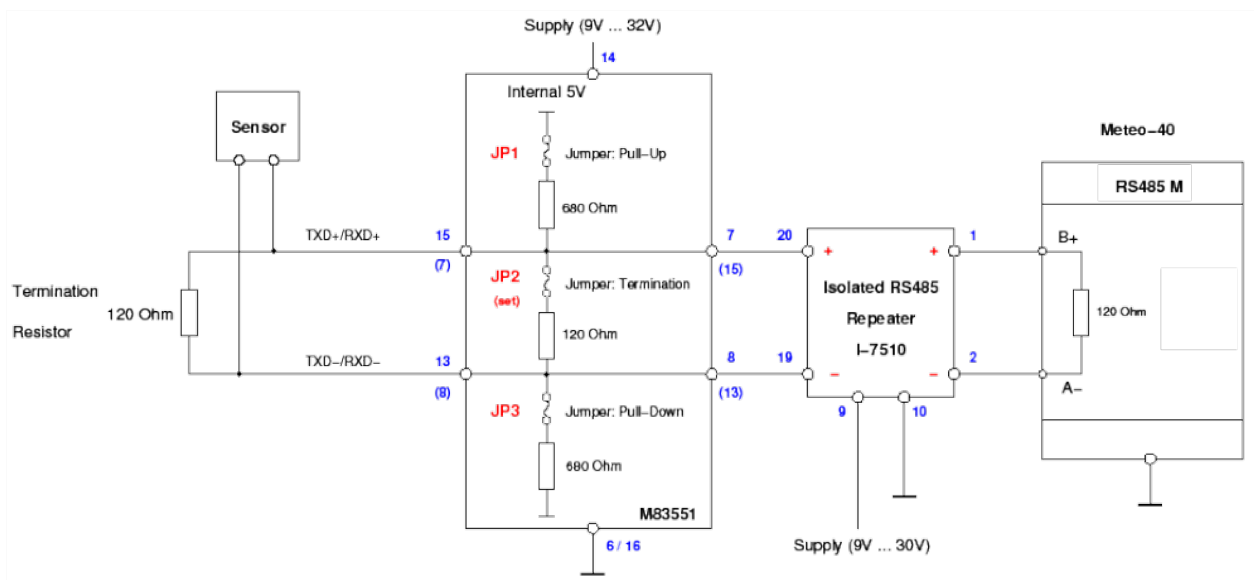 Supply (9V ... 32V)
14
Internal 5V
Sensor
JP1
Jumper: Pull-Up
680 Ohm
Meteo-40
RS485 M
TXD+/RXD+
15
(7)
7
(15)
20
+
+
1
B+
JP2
(set)
Jumper: Termination
120 Ohm
Termination
Resistor
120 Ohm
Isolated RS485
Repeater
I-7510
120 Ohm
TXD-/RXD-
13
(8)
8
(13)
19
-
-
2
A-
JP3
Jumper: Pull-Down
680 Ohm
9
10
M83551
6 / 16
Supply (9V ... 30V)